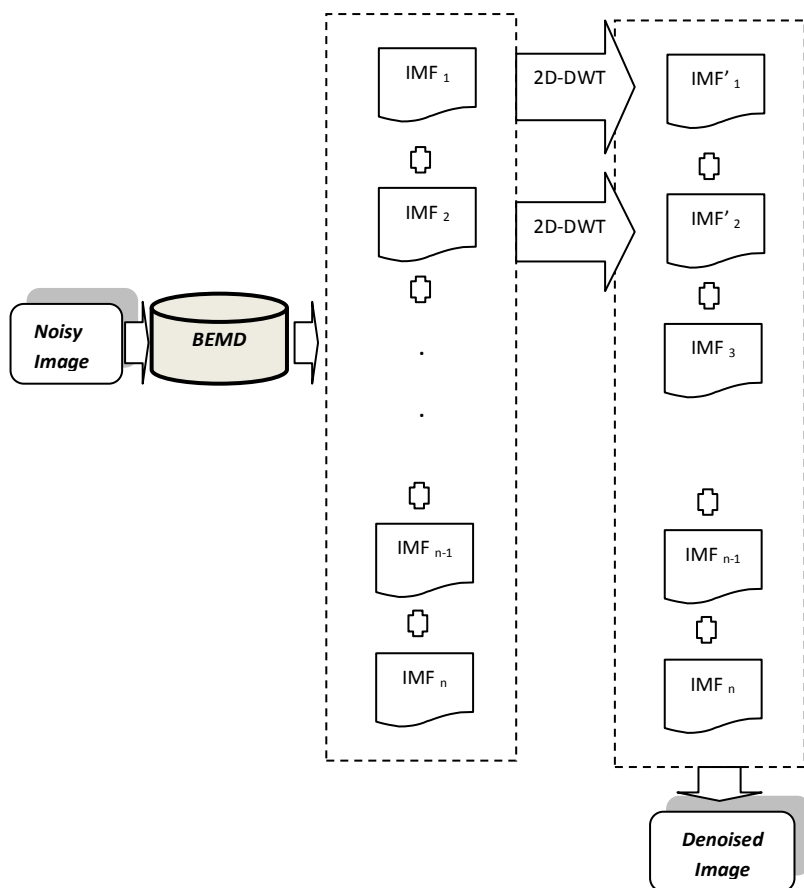 IMF 1
2D-DWT
IMF’ 1
IMF 2
2D-DWT
IMF’ 2
Noisy
Image
BEMD
.
.
IMF 3
IMF n-1
IMF n-1
IMF n
IMF n
Denoised
Image